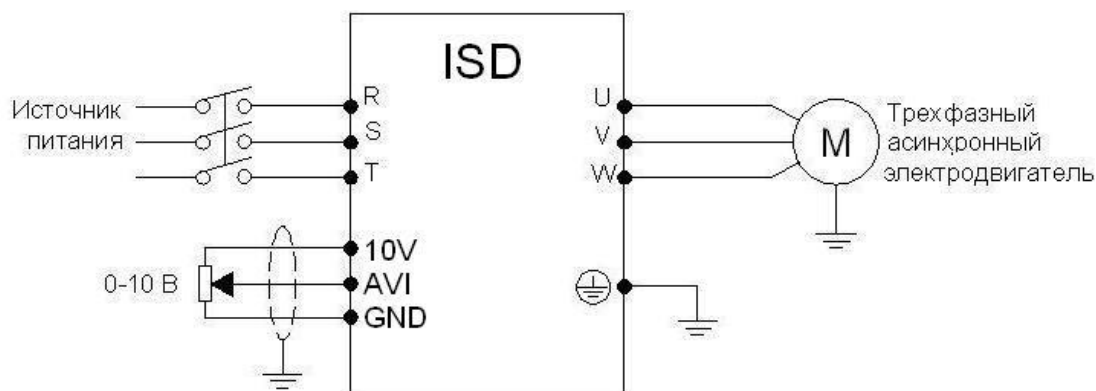 ISD
Источник
питания
R
S
T
U
V
W
M
Трехфазный
асинхронный
электродвигатель
0-10 В
10V
AVI
GND